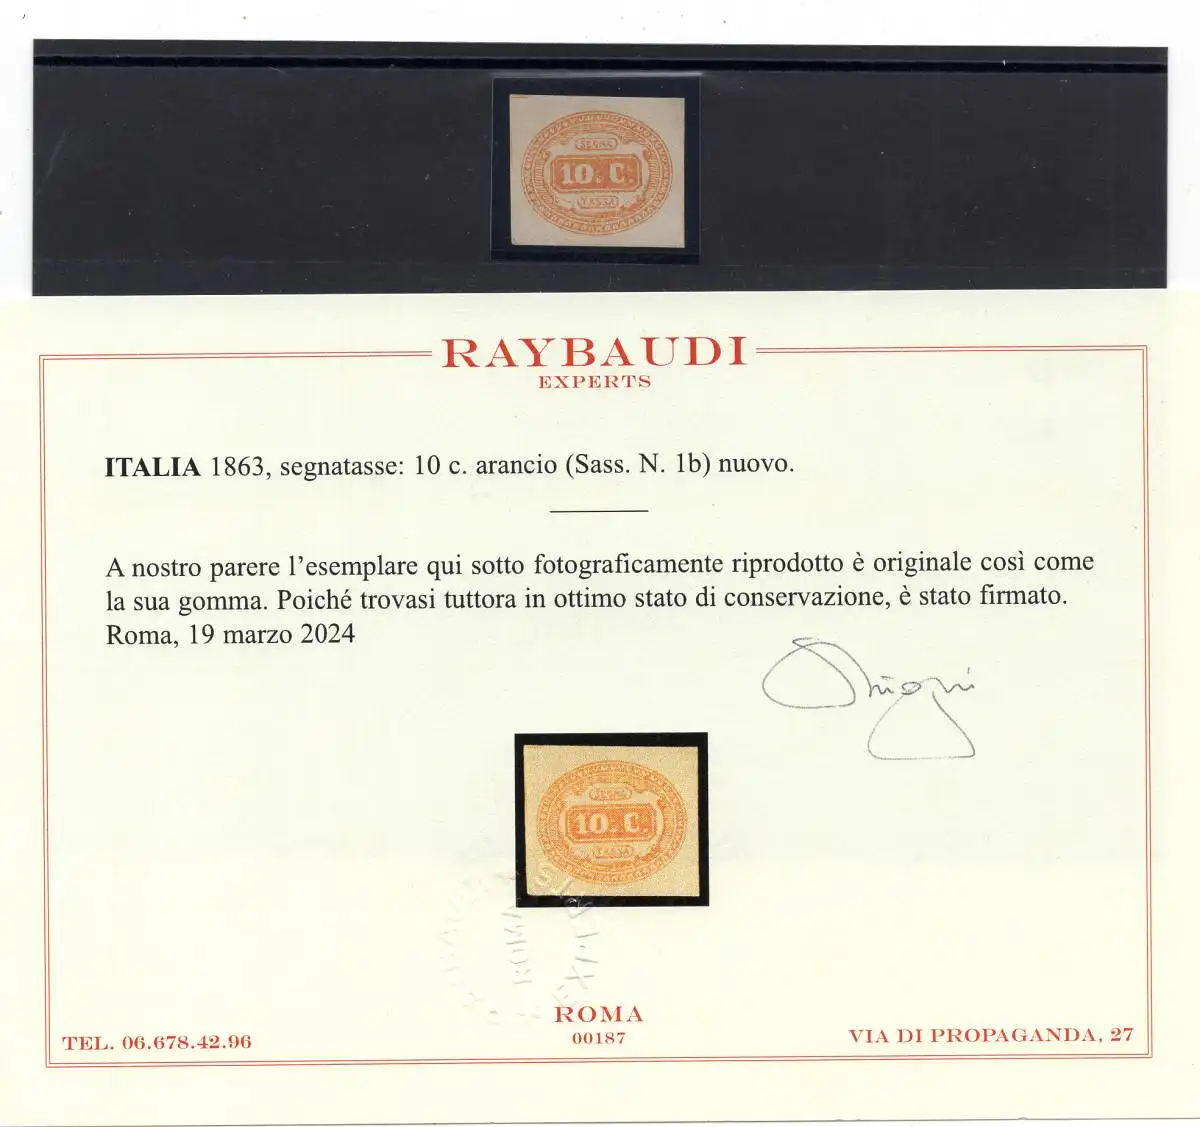 SEGNA
10. C.
TASSA
RAYBAUDI
EXPERTS
ITALIA 1863, segnatasse: 10 c. arancio (Sass. N. 1b) nuovo.
A nostro parere l’esemplare qui sotto fotograficamente riprodotto è originale così come
la sua gomma. Poiché trovasi tuttora in ottimo stato di conservazione, è stato firmato.
Roma, 19 marzo 2024
SEGNA
10. C.
TASSA
ROMA
ROMA
00187
TEL. 06.678.42.96
VIA DI PROPAGANDA, 27